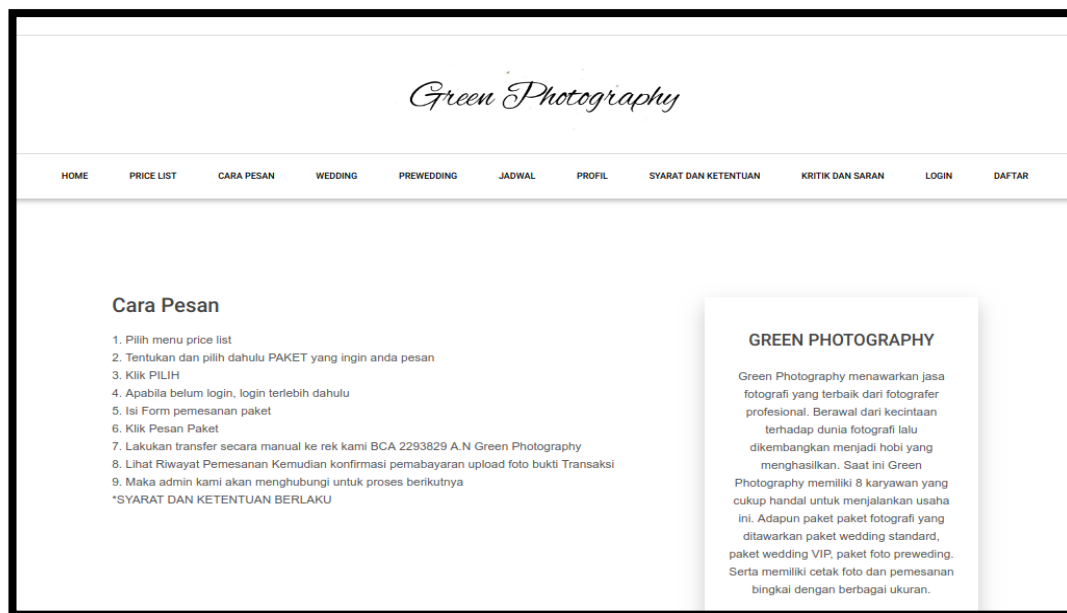 Green Photography
HOME PRICE LIST CARA PESAN WEDDING PREWEDDING JADWAL PROFIL SYARAT DAN KETENTUAN KRITIK DAN SARAN LOGIN DAFTAR
Cara Pesan
1. Pilih menu price list
2. Tentukan dan pilih dahulu PAKET yang ingin anda pesan
3. Klik PILIH
4. Apabila belum login, login terlebih dahulu
5. Isi Form pemesanan paket
6. Klik Pesan Paket
7. Lakukan transfer secara manual ke rek kami BCA 2293829 A.N Green Photography
8. Lihat Riwayat Pemesanan Kemudian konfirmasi pemabayaran upload foto bukti Transaksi
9. Maka admin kami akan menghubungi untuk proses berikutnya
*SYARAT DAN KETENTUAN BERLAKU
GREEN PHOTOGRAPHY
Green Photography menawarkan jasa
fotografi yang terbaik dari fotografer
profesional. Berawal dari kecintaan
terhadap dunia fotografi lalu
dikembangkan menjadi hobi yang
menghasilkan. Saat ini Green
Photography memiliki 8 karyawan yang
cukup handal untuk menjalankan usaha
ini. Adapun paket paket fotografi yang
ditawarkan paket wedding standard,
paket wedding VIP, paket foto preweding.
Serta memiliki cetak foto dan pemesanan
bingkai dengan berbagai ukuran.